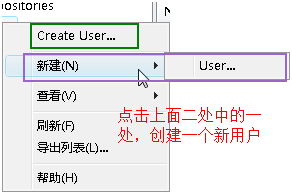 Create User...
新建(N)
User...
查看(V)
点击上面二处中的一
处，创建一个新用户
刷新(F)
导出列表(L)...
帮助(H)